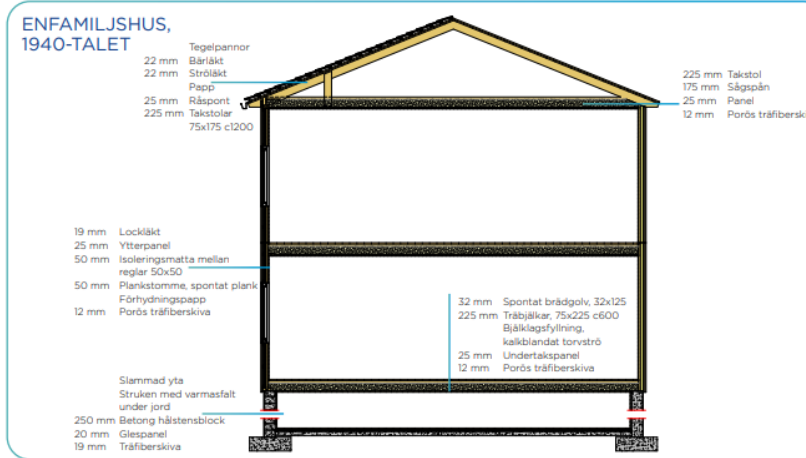 ENFAMILJSHUS,
1940-TALET
Tegelpannor
22 mm Bärläkt
22 mm Ströläkt
Papp
25 mm Råspont
225 mm Takstolar
75x175 c1200
225 mm Takstol
175 mm Sågspån
25 mm Panel
12 mm Porös träfibersk
19 mm Lockläkt
25 mm Ytterpanel
50 mm Isoleringsmatta mellan
reglar 50x50
50 mm Plankstomme, spontat plank
Förhydningspapp
12 mm Porös träfiberskiva
32 mm Spontat brädgolv, 32x125
225 mm Träbjälkar, 75x225 c600
Bjälklagsfyllning,
kalkblandat torvströ
25 mm Undertakspanel
12 mm Porös träfiberskiva
Slammad yta
Struken med varmasfalt
under jord
250 mm Betong hålstensblock
20 mm Glespanel
19 mm Träfiberskiva